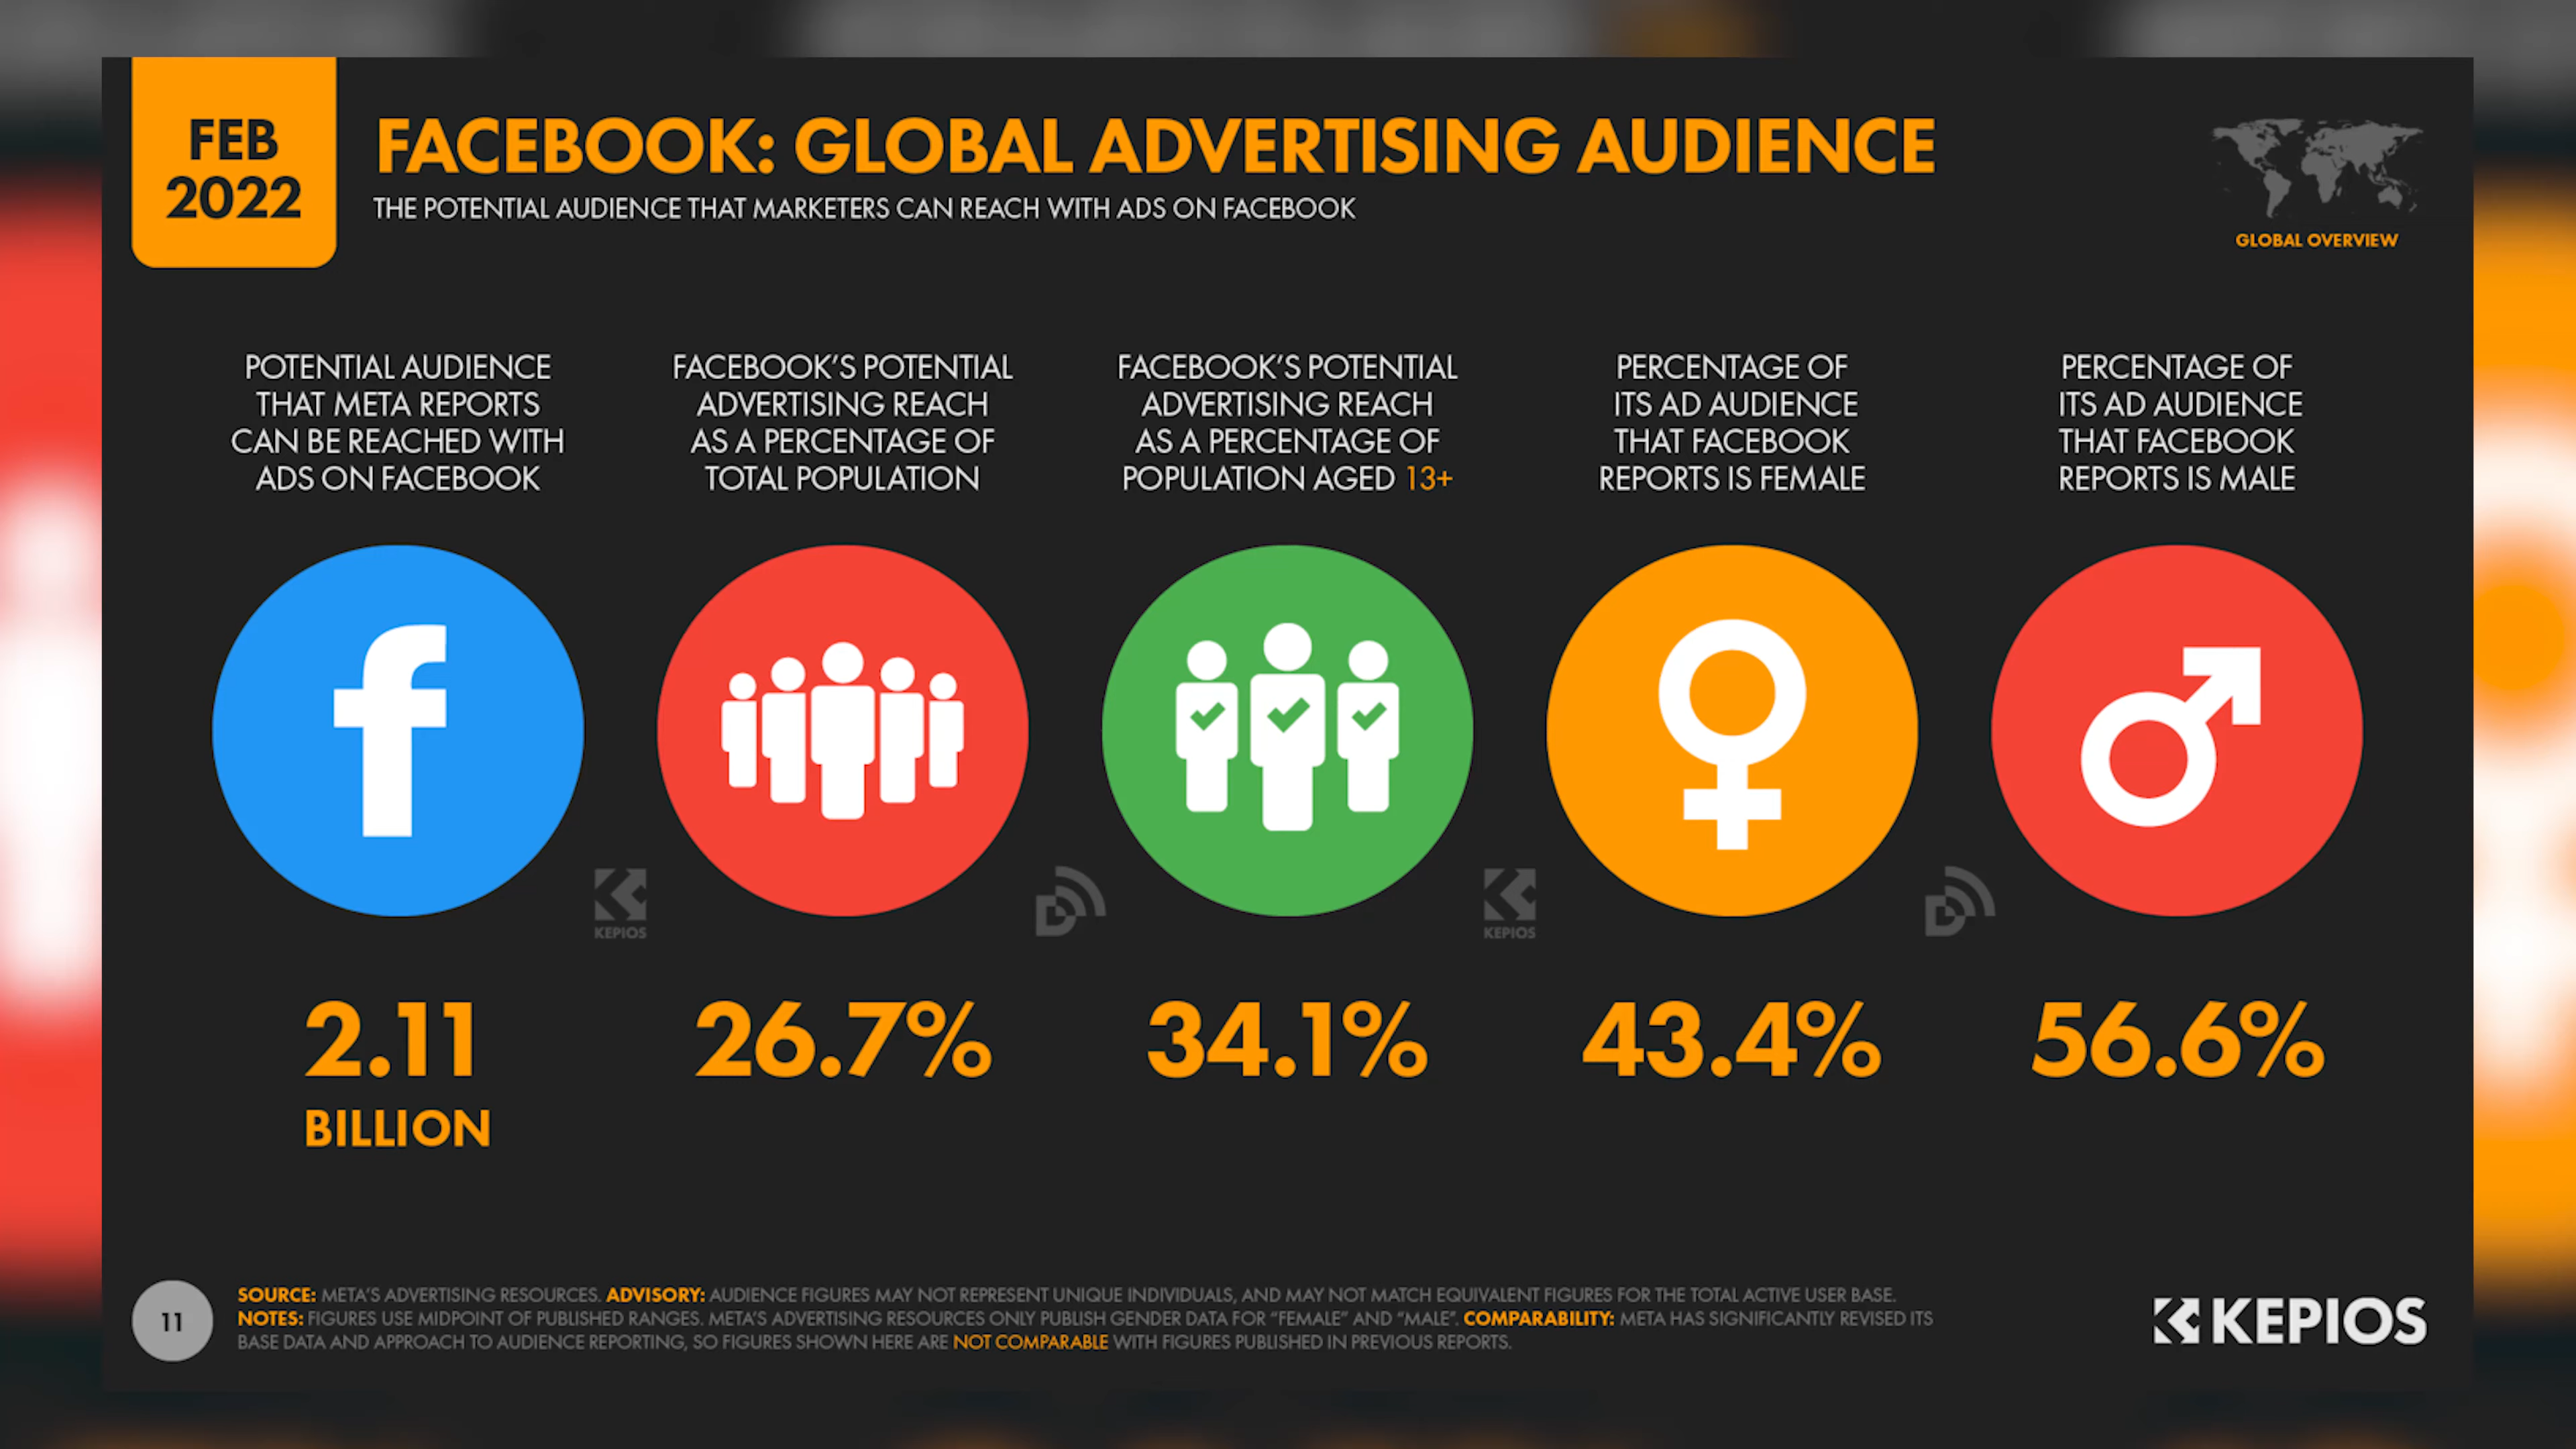 FEB
2022
FACEBOOK: GLOBAL ADVERTISING AUDIENCE
THE POTENTIAL AUDIENCE THAT MARKETERS CAN REACH WITH ADS ON FACEBOOK
GLOBAL OVERVIEW
POTENTIAL AUDIENCE
THAT META REPORTS
CAN BE REACHED WITH
ADS ON FACEBOOK
FACEBOOK'S POTENTIAL
ADVERTISING REACH
AS A PERCENTAGE OF
TOTAL POPULATION
FACEBOOK'S POTENTIAL
ADVERTISING REACH
AS A PERCENTAGE OF
POPULATION AGED 13+
PERCENTAGE OF
ITS AD AUDIENCE
THAT FACEBOOK
REPORTS IS FEMALE
PERCENTAGE OF
ITS AD AUDIENCE
THAT FACEBOOK
REPORTS IS MALE
KEPIOS
KEPIOS
2.11
BILLION
26.7%
34.1%
43.4%
56.6%
11
SOURCE: META'S ADVERTISING RESOURCES. ADVISORY: AUDIENCE FIGURES MAY NOT REPRESENT UNIQUE INDIVIDUALS, AND MAY NOT MATCH EQUIVALENT FIGURES FOR THE TOTAL ACTIVE USER BASE.
NOTES: FIGURES USE MIDPOINT OF PUBLISHED RANGES. META'S ADVERTISING RESOURCES ONLY PUBLISH GENDER DATA FOR "FEMALE" AND "MALE". COMPARABILITY: META HAS SIGNIFICANTLY REVISED ITS
BASE DATA AND APPROACH TO AUDIENCE REPORTING, SO FIGURES SHOWN HERE ARE NOT COMPARABLE WITH FIGURES PUBLISHED IN PREVIOUS REPORTS.
KEPIOS